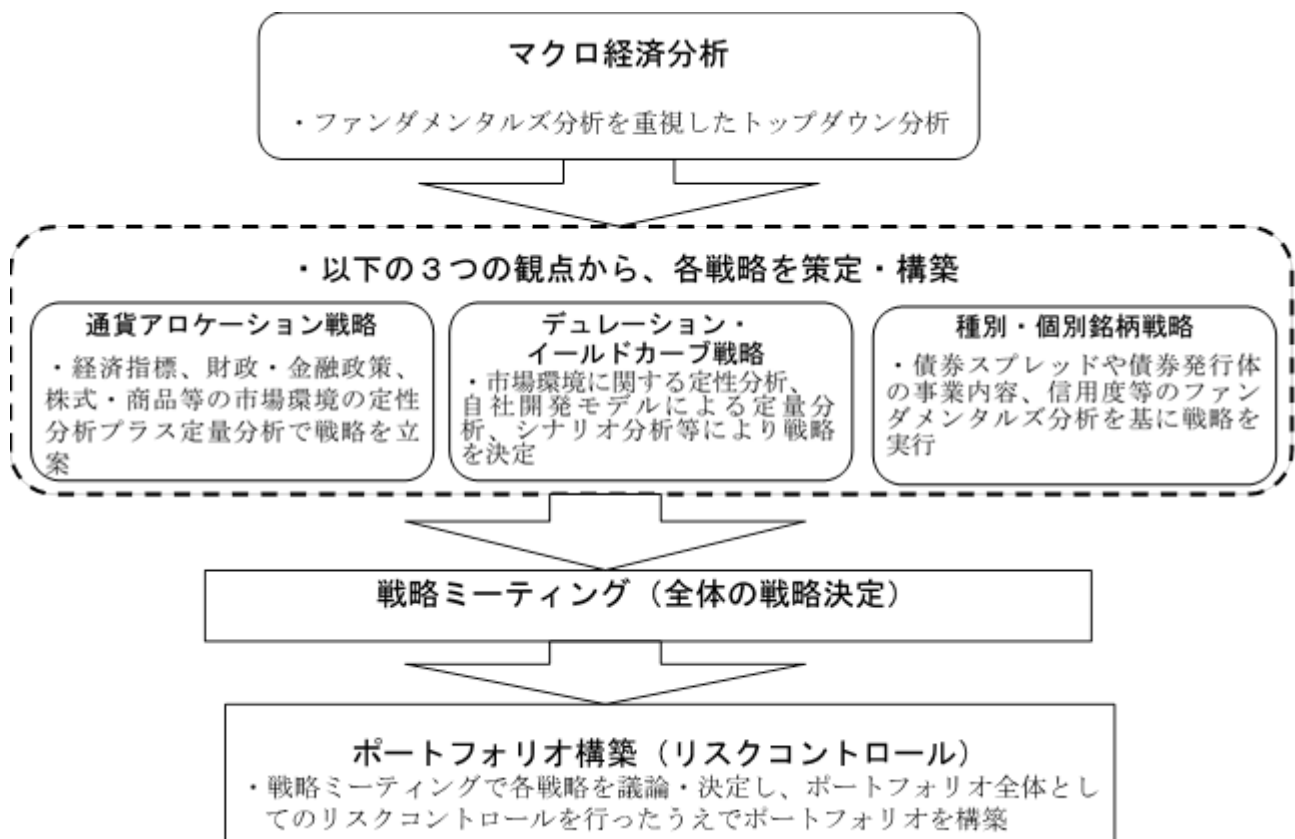 マクロ経済分析
・ファンダメンタルズ分析を重視したトップダウン分析
・以下の３つの観点から、各戦略を策定・構築
通貨アロケーション戦略
・経済指標、財政・金融政策、
株式・商品等の市場環境の定性
分析プラス定量分析で戦略を立
案
デュレーション・
イールドカーブ戦略
・市場環境に関する定性分析、
自社開発モデルによる定量分
析、シナリオ分析等により戦略
を決定
種別・個別銘柄戦略
・債券スプレッドや債券発行体
の事業内容、信用度等のファン
ダメンタルズ分析を基に戦略を
実行
戦略ミーティング（全体の戦略決定）
ポートフォリオ構築（リスクコントロール）
・戦略ミーティングで各戦略を議論・決定し、ポートフォリオ全体とし
てのリスクコントロールを行ったうえでポートフォリオを構築